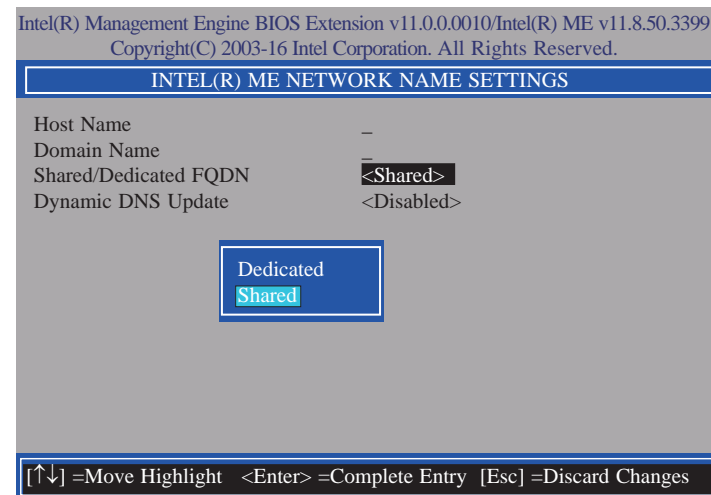 Intel(R) Management Engine BIOS Extension v11.0.0.0010/Intel(R) ME v11.8.50.3399
Copyright(C) 2003-16 Intel Corporation. All Rights Reserved.
INTEL(R) ME NETWORK NAME SETTINGS
Host Name _
Domain Name _
Shared/Dedicated FQDN <Shared>
Dynamic DNS Update <Disabled>
Dedicated
Shared
[↑↓] =Move Highlight <Enter> =Complete Entry [Esc] =Discard Changes